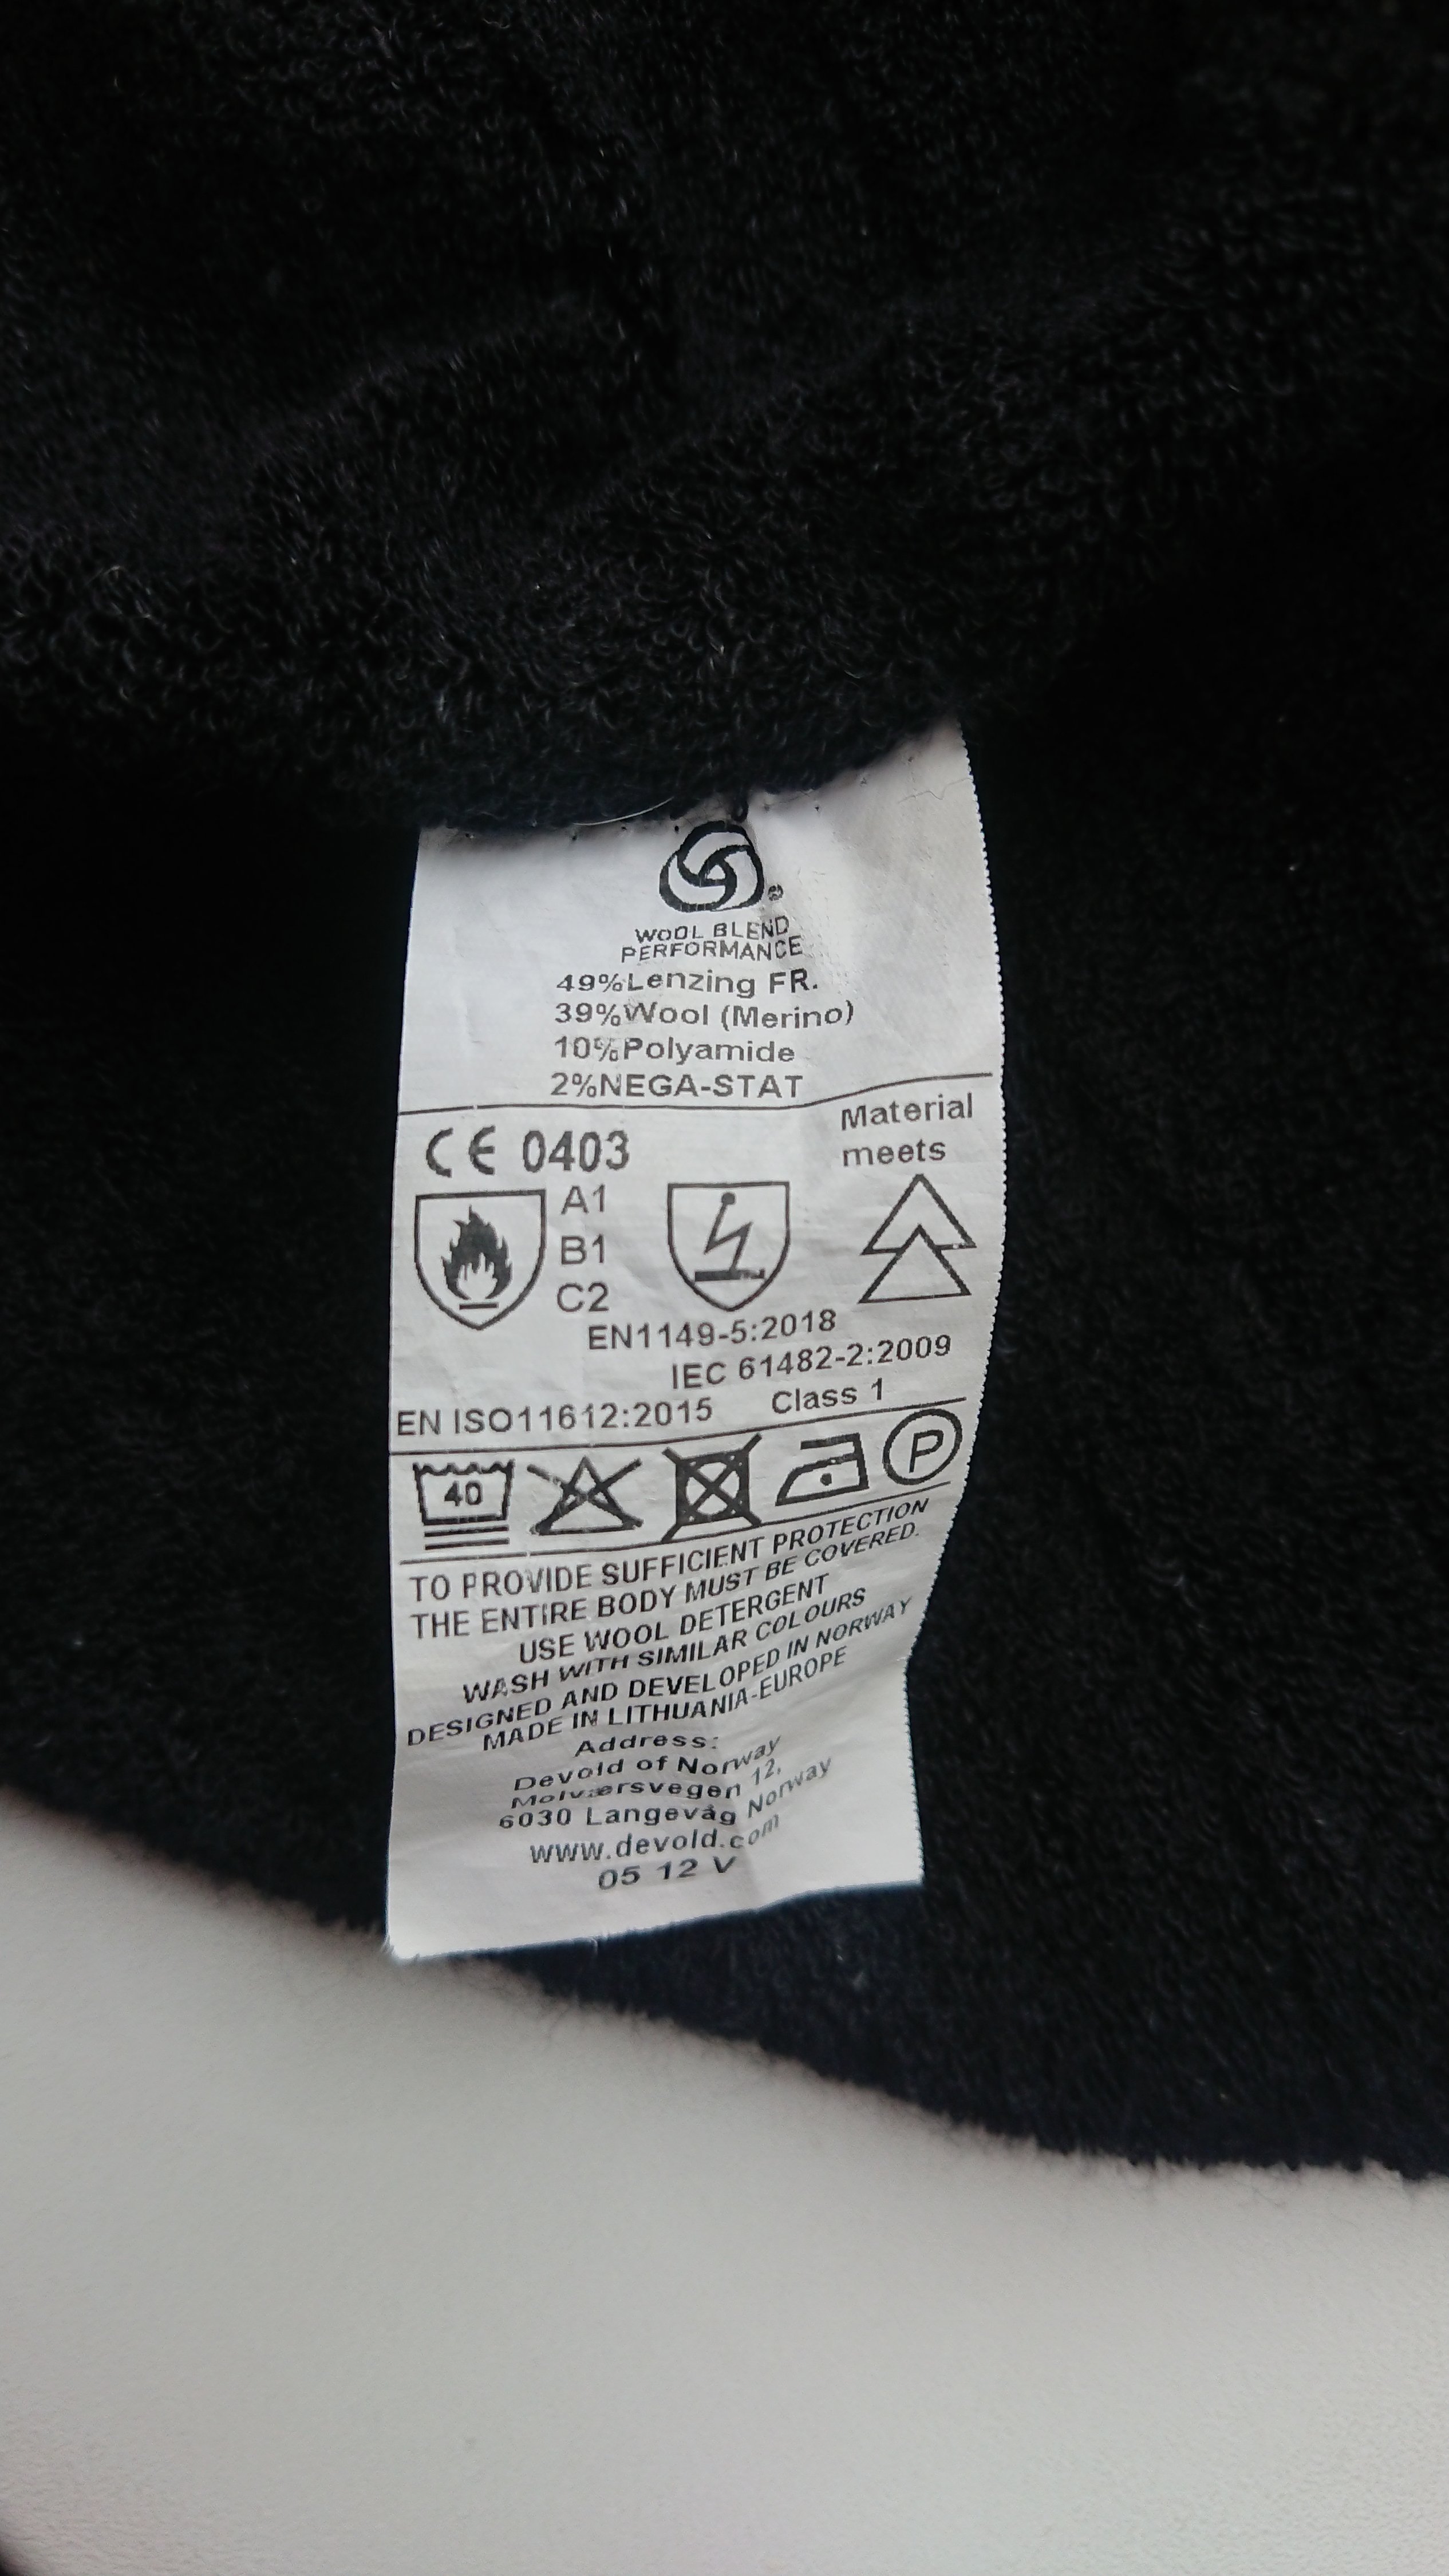 WOOL BLEND
PERFORMANCE
49%Lenzing FR.
39%Wool (Merino)
10%Polyamide
2%NEGA-STAT
CE 0403
Material
meets
A1
B1
C2
EN1149-5:2018
IEC 61482-2:2009
Class 1
EN ISO11612:2015
40
P
TO PROVIDE SUFFICIENT PROTECTION
THE ENTIRE BODY MUST BE COVERED.
USE WOOL DETERGENT
WASH WITH SIMILAR COLOURS
DESIGNED AND DEVELOPED IN NORWAY
MADE IN LITHUANIA-EUROPE
Address:
Devold of Norway
Molværsvegen 12,
6030 Langevåg Norway
www.devold.com
05 12 V